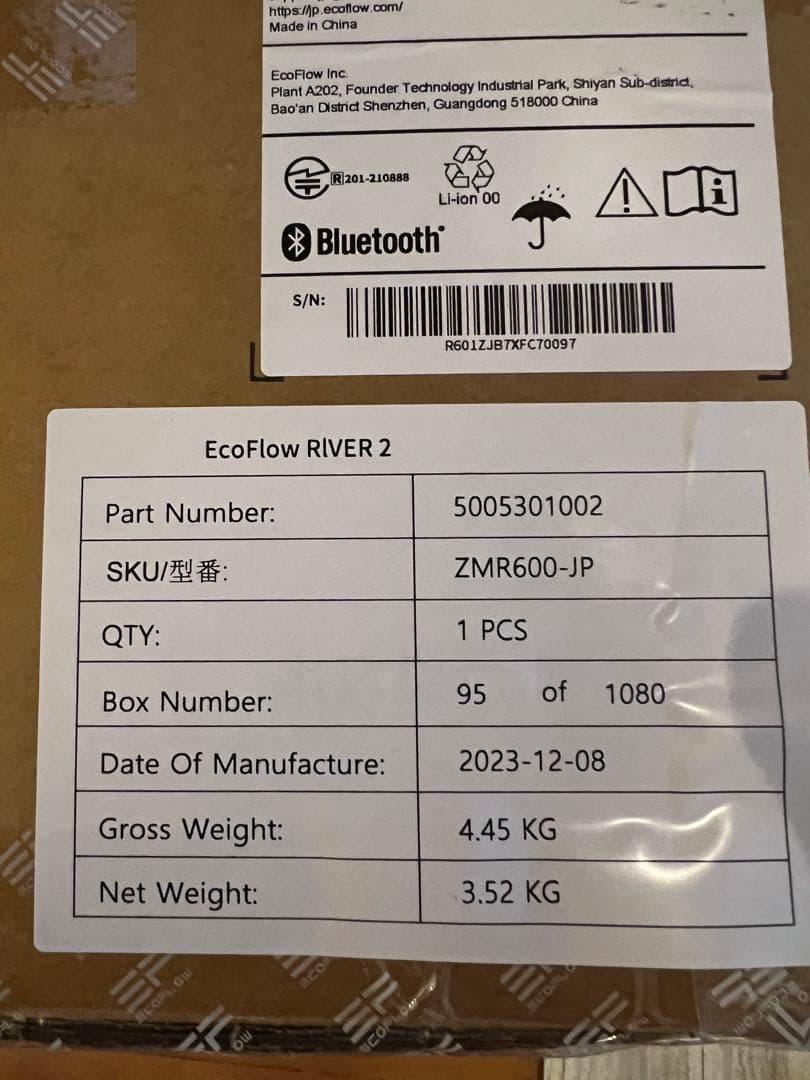 https://jp.ecoflow.com/
Made in China
EcoFlow Inc.
Plant A202, Founder Technology Industrial Park, Shiyan Sub-district,
Bao'an District Shenzhen, Guangdong 518000 China
R 201-210888
Li-ion 00
Bluetooth
S/N:
R601ZJB7XFC70097
EcoFlow RIVER 2
Part Number: 5005301002
SKU/型番: ZMR600-JP
QTY: 1 PCS
Box Number: 95 of 1080
Date Of Manufacture: 2023-12-08
Gross Weight: 4.45 KG
Net Weight: 3.52 KG
ECOFLOW